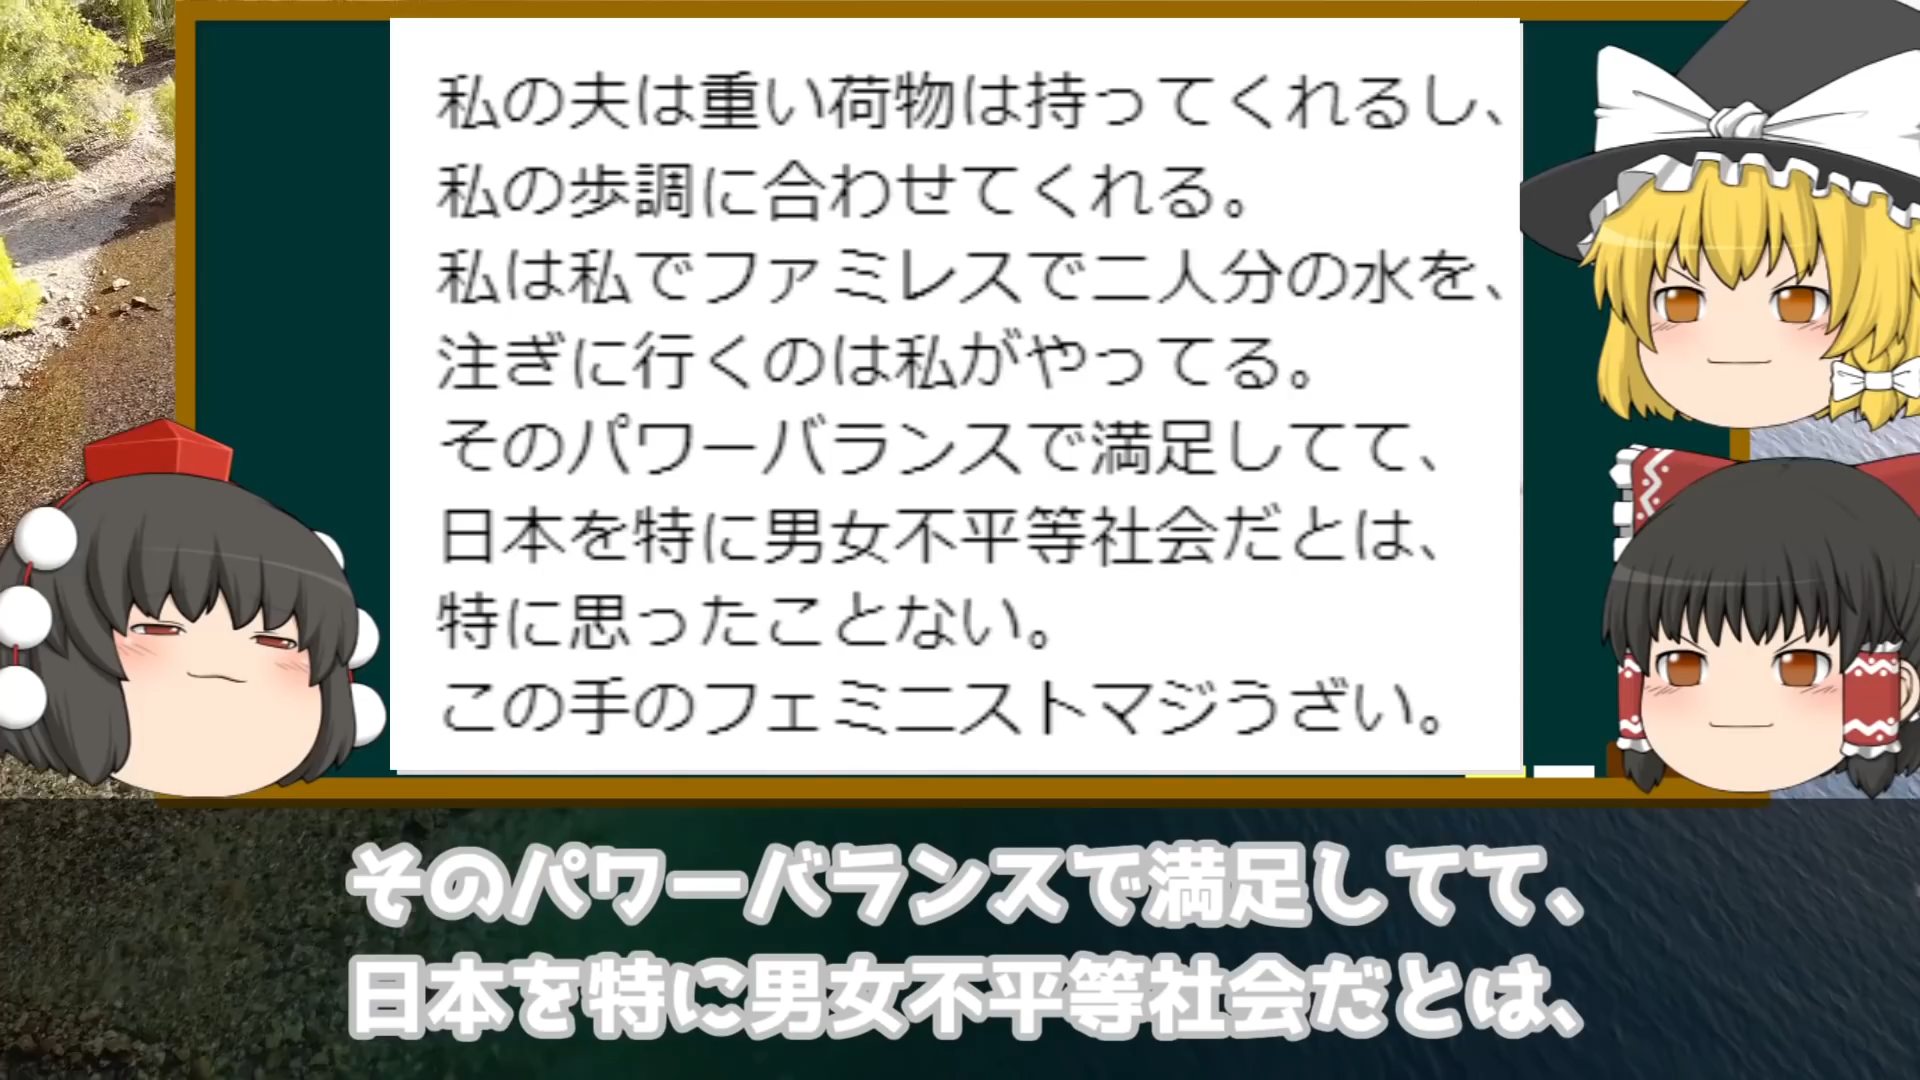 私の夫は重い荷物は持ってくれるし、
私の歩調に合わせてくれる。
私は私でファミレスで二人分の水を、
注ぎに行くのは私がやってる。
そのパワーバランスで満足してて、
日本を特に男女不平等社会だとは、
特に思ったことない。
この手のフェミニストマジうざい。
そのパワーバランスで満足してて、
日本を特に男女不平等社会だとは、